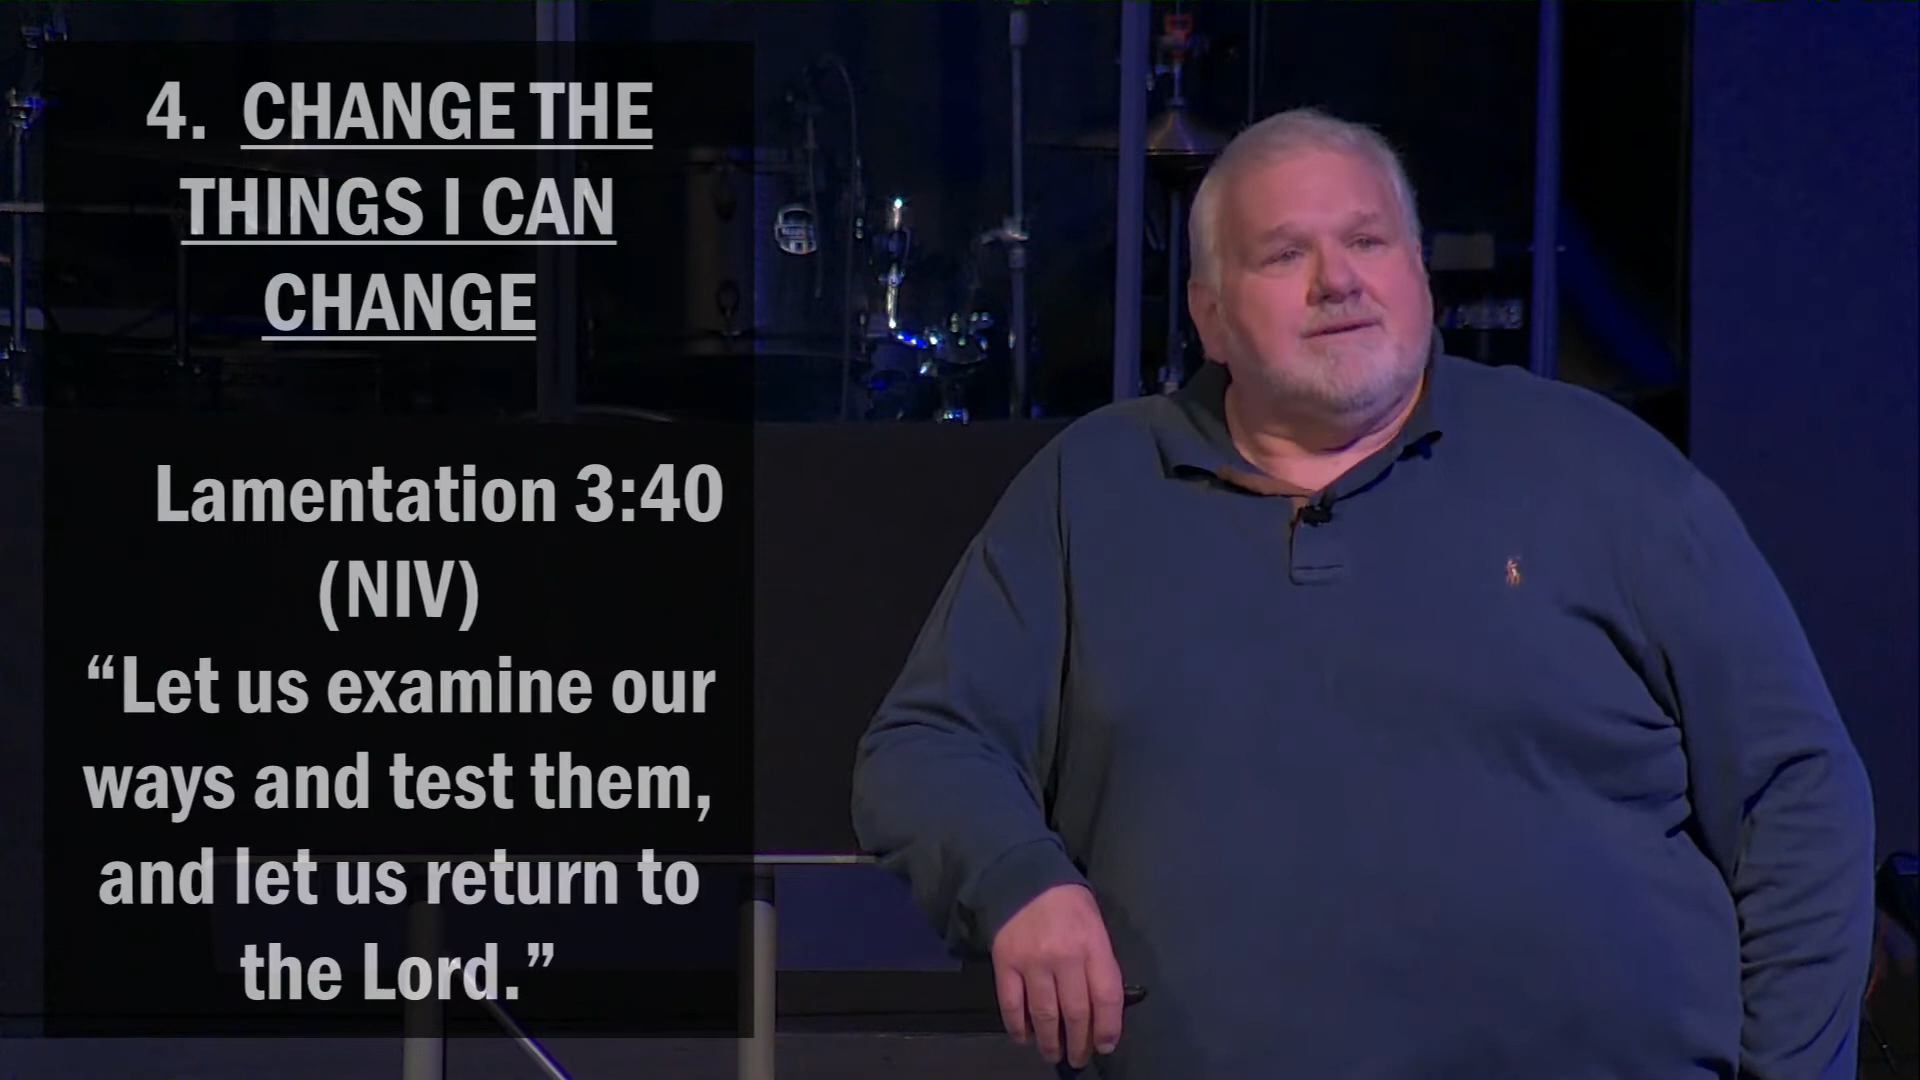 4. CHANGE THE
THINGS I CAN
CHANGE
Lamentation 3:40
(NIV)
“Let us examine our
ways and test them,
and let us return to
the Lord.”